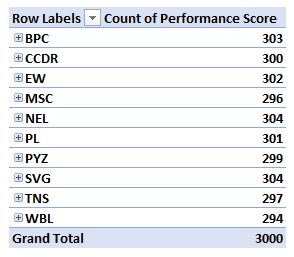 Row Labels Count of Performance Score
BPC 303
CCDR 300
EW 302
MSC 296
NEL 304
PL 301
PYZ 299
SVG 304
TNS 297
WBL 294
Grand Total 3000